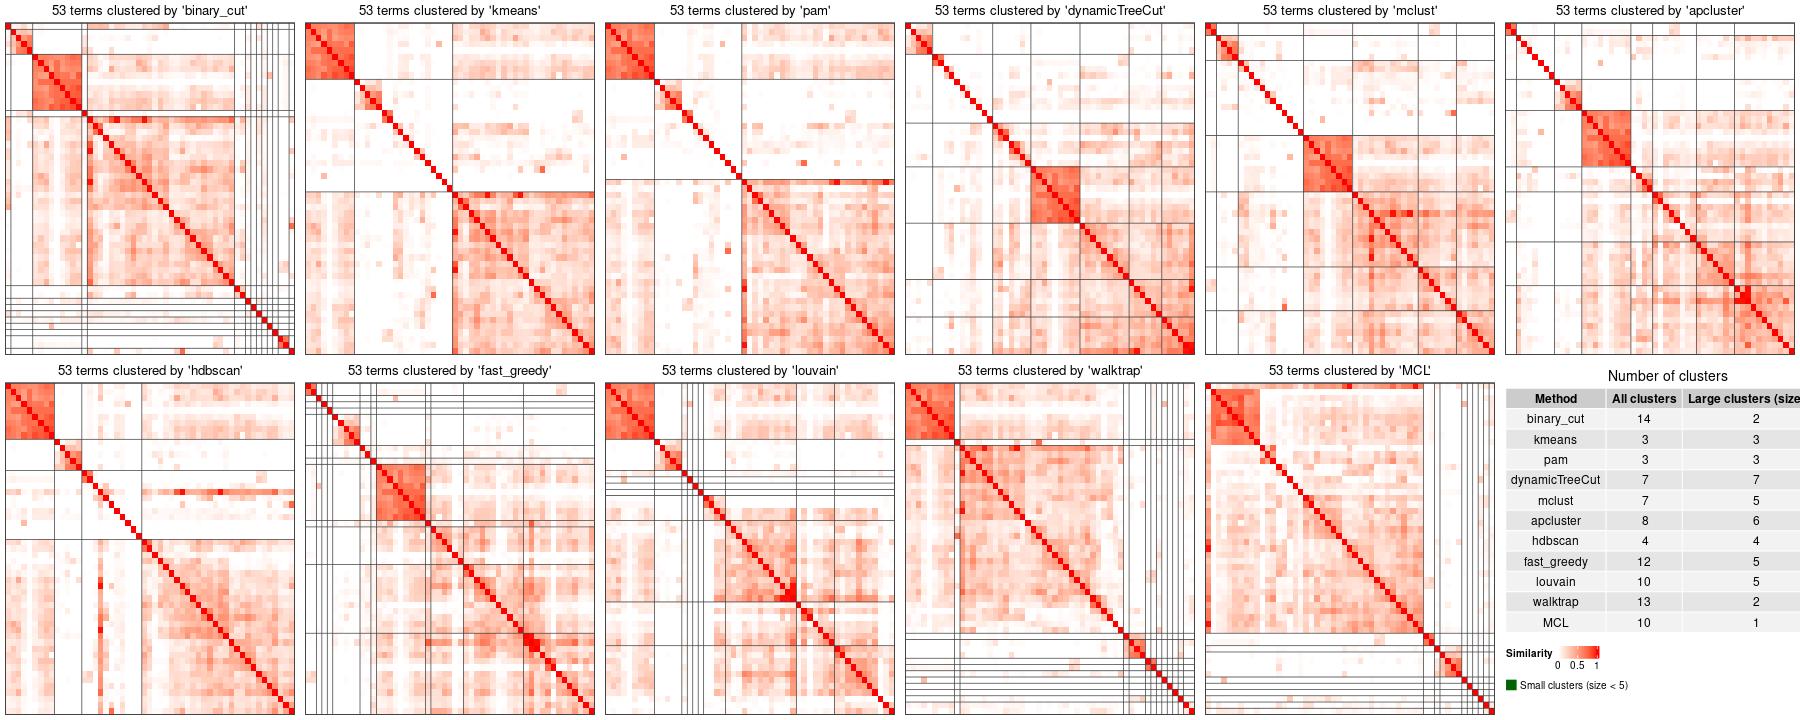 53 terms clustered by 'binary_cut'
53 terms clustered by 'kmeans'
53 terms clustered by 'pam'
53 terms clustered by 'dynamicTreeCut'
53 terms clustered by 'mclust'
53 terms clustered by 'apcluster'
53 terms clustered by 'hdbscan'
53 terms clustered by 'fast_greedy'
53 terms clustered by 'louvain'
53 terms clustered by 'walktrap'
53 terms clustered by 'MCL'
Number of clusters
Method All clusters Large clusters (size
binary_cut 14 2
kmeans 3 3
pam 3 3
dynamicTreeCut 7 7
mclust 7 5
apcluster 8 6
hdbscan 4 4
fast_greedy 12 5
louvain 10 5
walktrap 13 2
MCL 10 1
Similarity
0 0.5 1
Small clusters (size < 5)